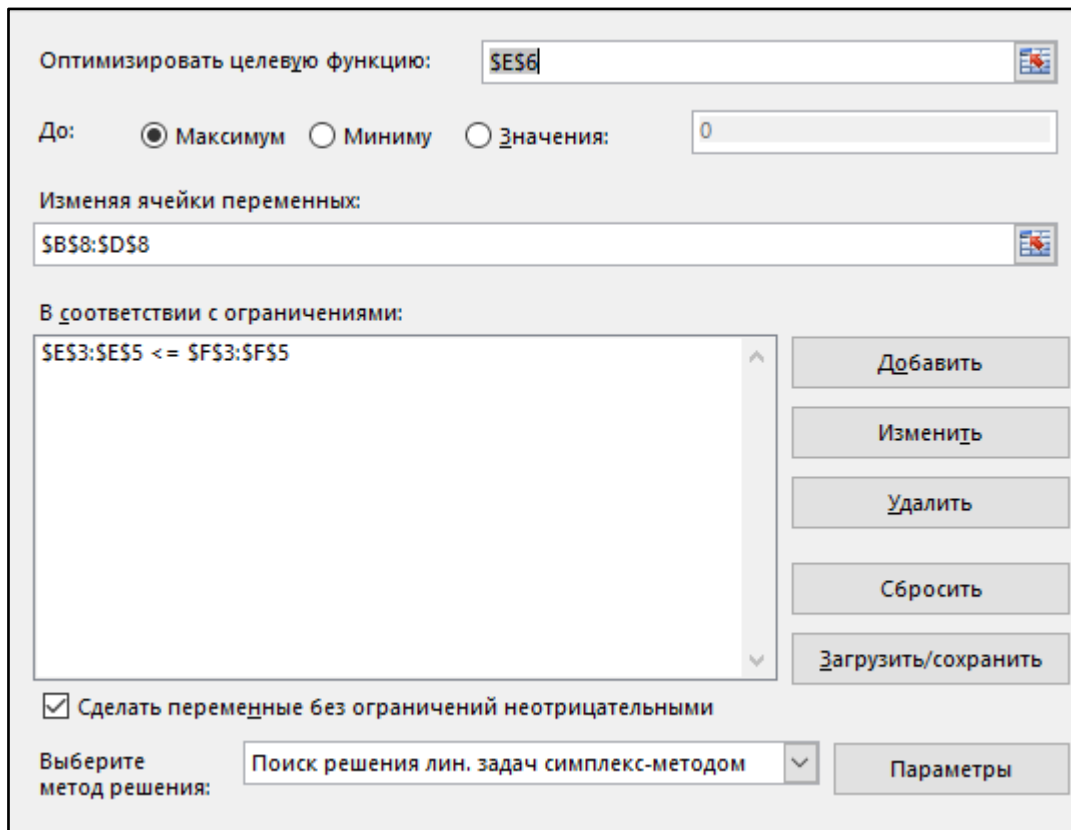 Оптимизировать целевую функцию: $E$6
До: Максимум Миниму Значения: 0
Изменяя ячейки переменных:
$B$8:$D$8
В соответствии с ограничениями:
$E$3:$E$5 <= $F$3:$F$5
Добавить
Изменить
Удалить
Сбросить
Загрузить/сохранить
Сделать переменные без ограничений неотрицательными
Выберите
метод решения:
Поиск решения лин. задач симплекс-методом
Параметры